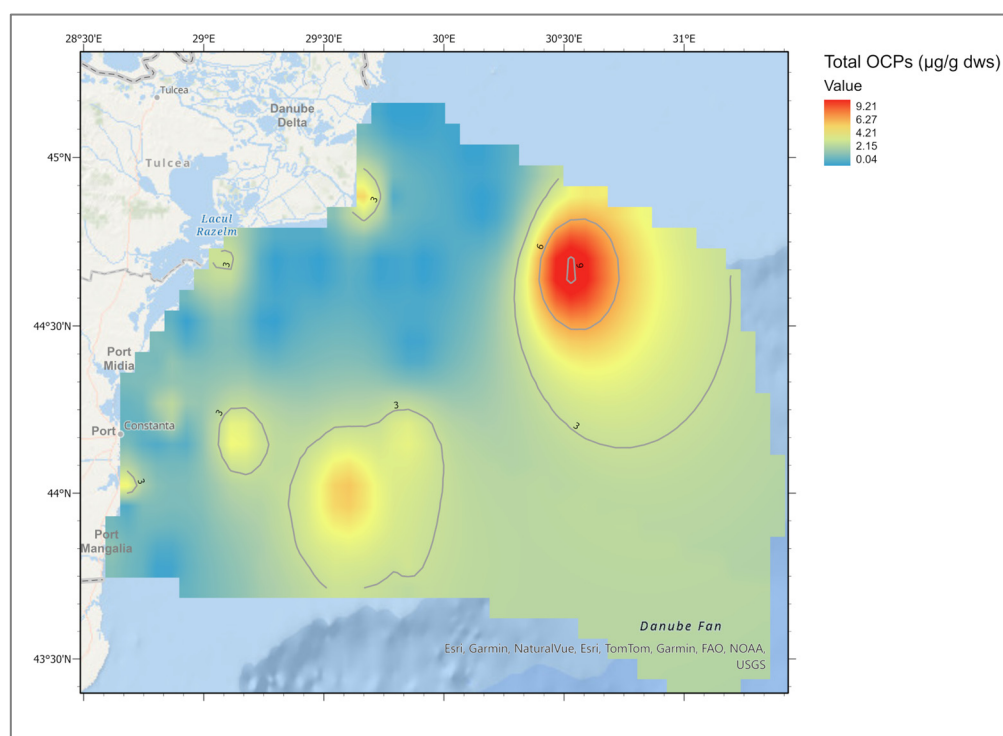 28°30'E 29°E 29°30'E 30°E 30°30'E 31°E
Total OCPs (µg/g dws)
Value
9.21
6.27
4.21
2.15
0.04
Tulcea
Danube
Delta
45°N
Tulcea
3
Lacul
Razelm
6
3
9
44°30'N
Port
Midia
3
3
3
Port
Constanta
3
44°N
Port
Mangalia
Danube Fan
Esri, Garmin, NaturalVue, Esri, TomTom, Garmin, FAO, NOAA,
USGS
43°30'N